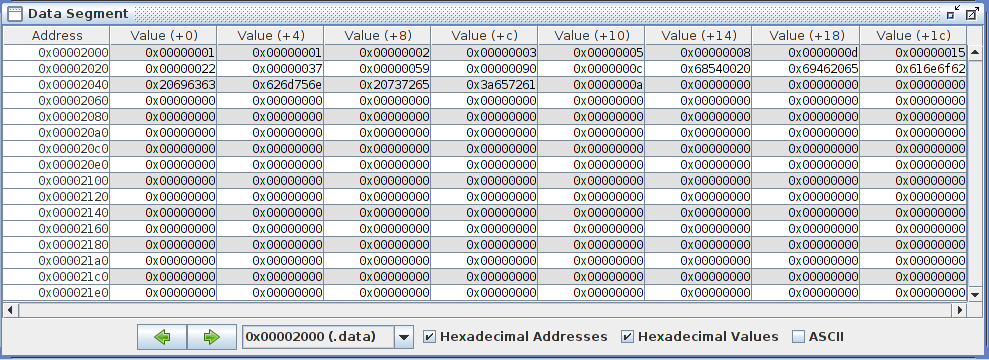 Data Segment
Address Value (+0) Value (+4) Value (+8) Value (+c) Value (+10) Value (+14) Value (+18) Value (+1c)
0x00002000 0x00000001 0x00000001 0x00000002 0x00000003 0x00000005 0x00000008 0x0000000d 0x00000015
0x00002020 0x00000022 0x00000037 0x00000059 0x00000090 0x0000000c 0x68540020 0x69462065 0x616e6f62
0x00002040 0x20696363 0x626d756e 0x20737265 0x3a657261 0x0000000a 0x00000000 0x00000000 0x00000000
0x00002060 0x00000000 0x00000000 0x00000000 0x00000000 0x00000000 0x00000000 0x00000000 0x00000000
0x00002080 0x00000000 0x00000000 0x00000000 0x00000000 0x00000000 0x00000000 0x00000000 0x00000000
0x000020a0 0x00000000 0x00000000 0x00000000 0x00000000 0x00000000 0x00000000 0x00000000 0x00000000
0x000020c0 0x00000000 0x00000000 0x00000000 0x00000000 0x00000000 0x00000000 0x00000000 0x00000000
0x000020e0 0x00000000 0x00000000 0x00000000 0x00000000 0x00000000 0x00000000 0x00000000 0x00000000
0x00002100 0x00000000 0x00000000 0x00000000 0x00000000 0x00000000 0x00000000 0x00000000 0x00000000
0x00002120 0x00000000 0x00000000 0x00000000 0x00000000 0x00000000 0x00000000 0x00000000 0x00000000
0x00002140 0x00000000 0x00000000 0x00000000 0x00000000 0x00000000 0x00000000 0x00000000 0x00000000
0x00002160 0x00000000 0x00000000 0x00000000 0x00000000 0x00000000 0x00000000 0x00000000 0x00000000
0x00002180 0x00000000 0x00000000 0x00000000 0x00000000 0x00000000 0x00000000 0x00000000 0x00000000
0x000021a0 0x00000000 0x00000000 0x00000000 0x00000000 0x00000000 0x00000000 0x00000000 0x00000000
0x000021c0 0x00000000 0x00000000 0x00000000 0x00000000 0x00000000 0x00000000 0x00000000 0x00000000
0x000021e0 0x00000000 0x00000000 0x00000000 0x00000000 0x00000000 0x00000000 0x00000000 0x00000000
0x00002000 (.data) Hexadecimal Addresses Hexadecimal Values ASCII